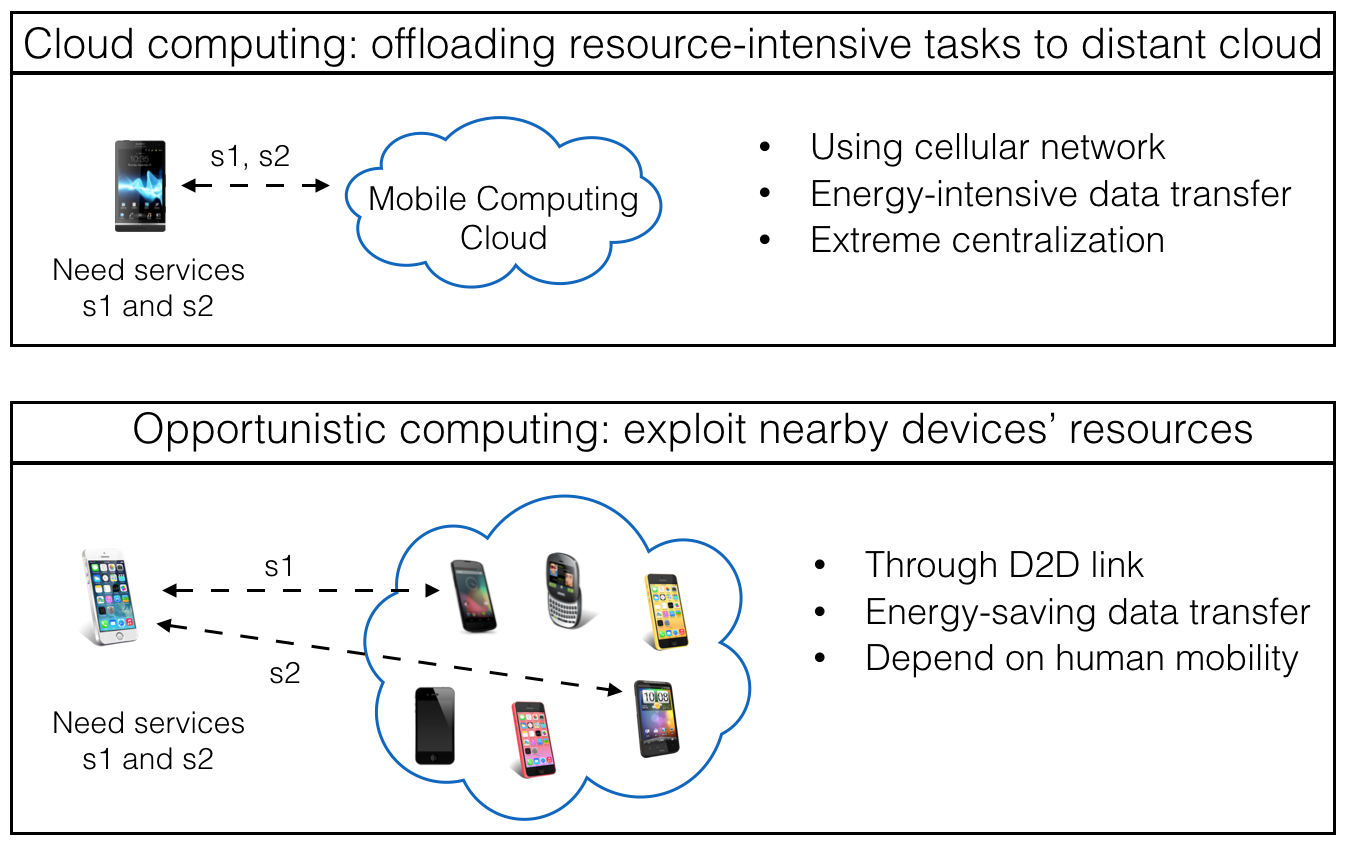 Cloud computing: offloading resource-intensive tasks to distant cloud
s1, s2
Mobile Computing
Cloud
Need services
s1 and s2
• Using cellular network
• Energy-intensive data transfer
• Extreme centralization
Opportunistic computing: exploit nearby devices’ resources
s1
s2
Need services
s1 and s2
10:08
• Through D2D link
• Energy-saving data transfer
• Depend on human mobility